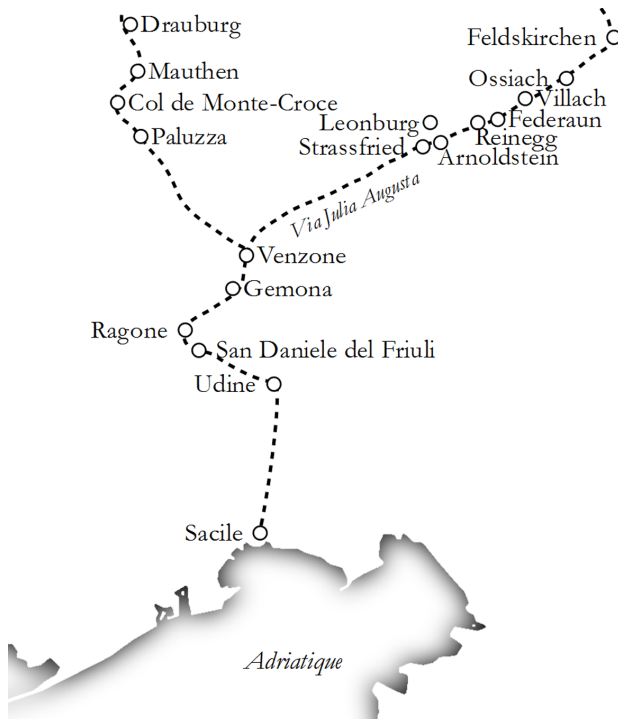 Drauburg
Feldskirchen
Mauthen
Ossiach
Villach
Col de Monte-Croce
Leonburg
Federaun
Paluzza
Reinegg
Strassfried
Arnoldstein
Via Julia Augusta
Venzone
Gemona
Ragone
San Daniele del Friuli
Udine
Sacile
Adriatique